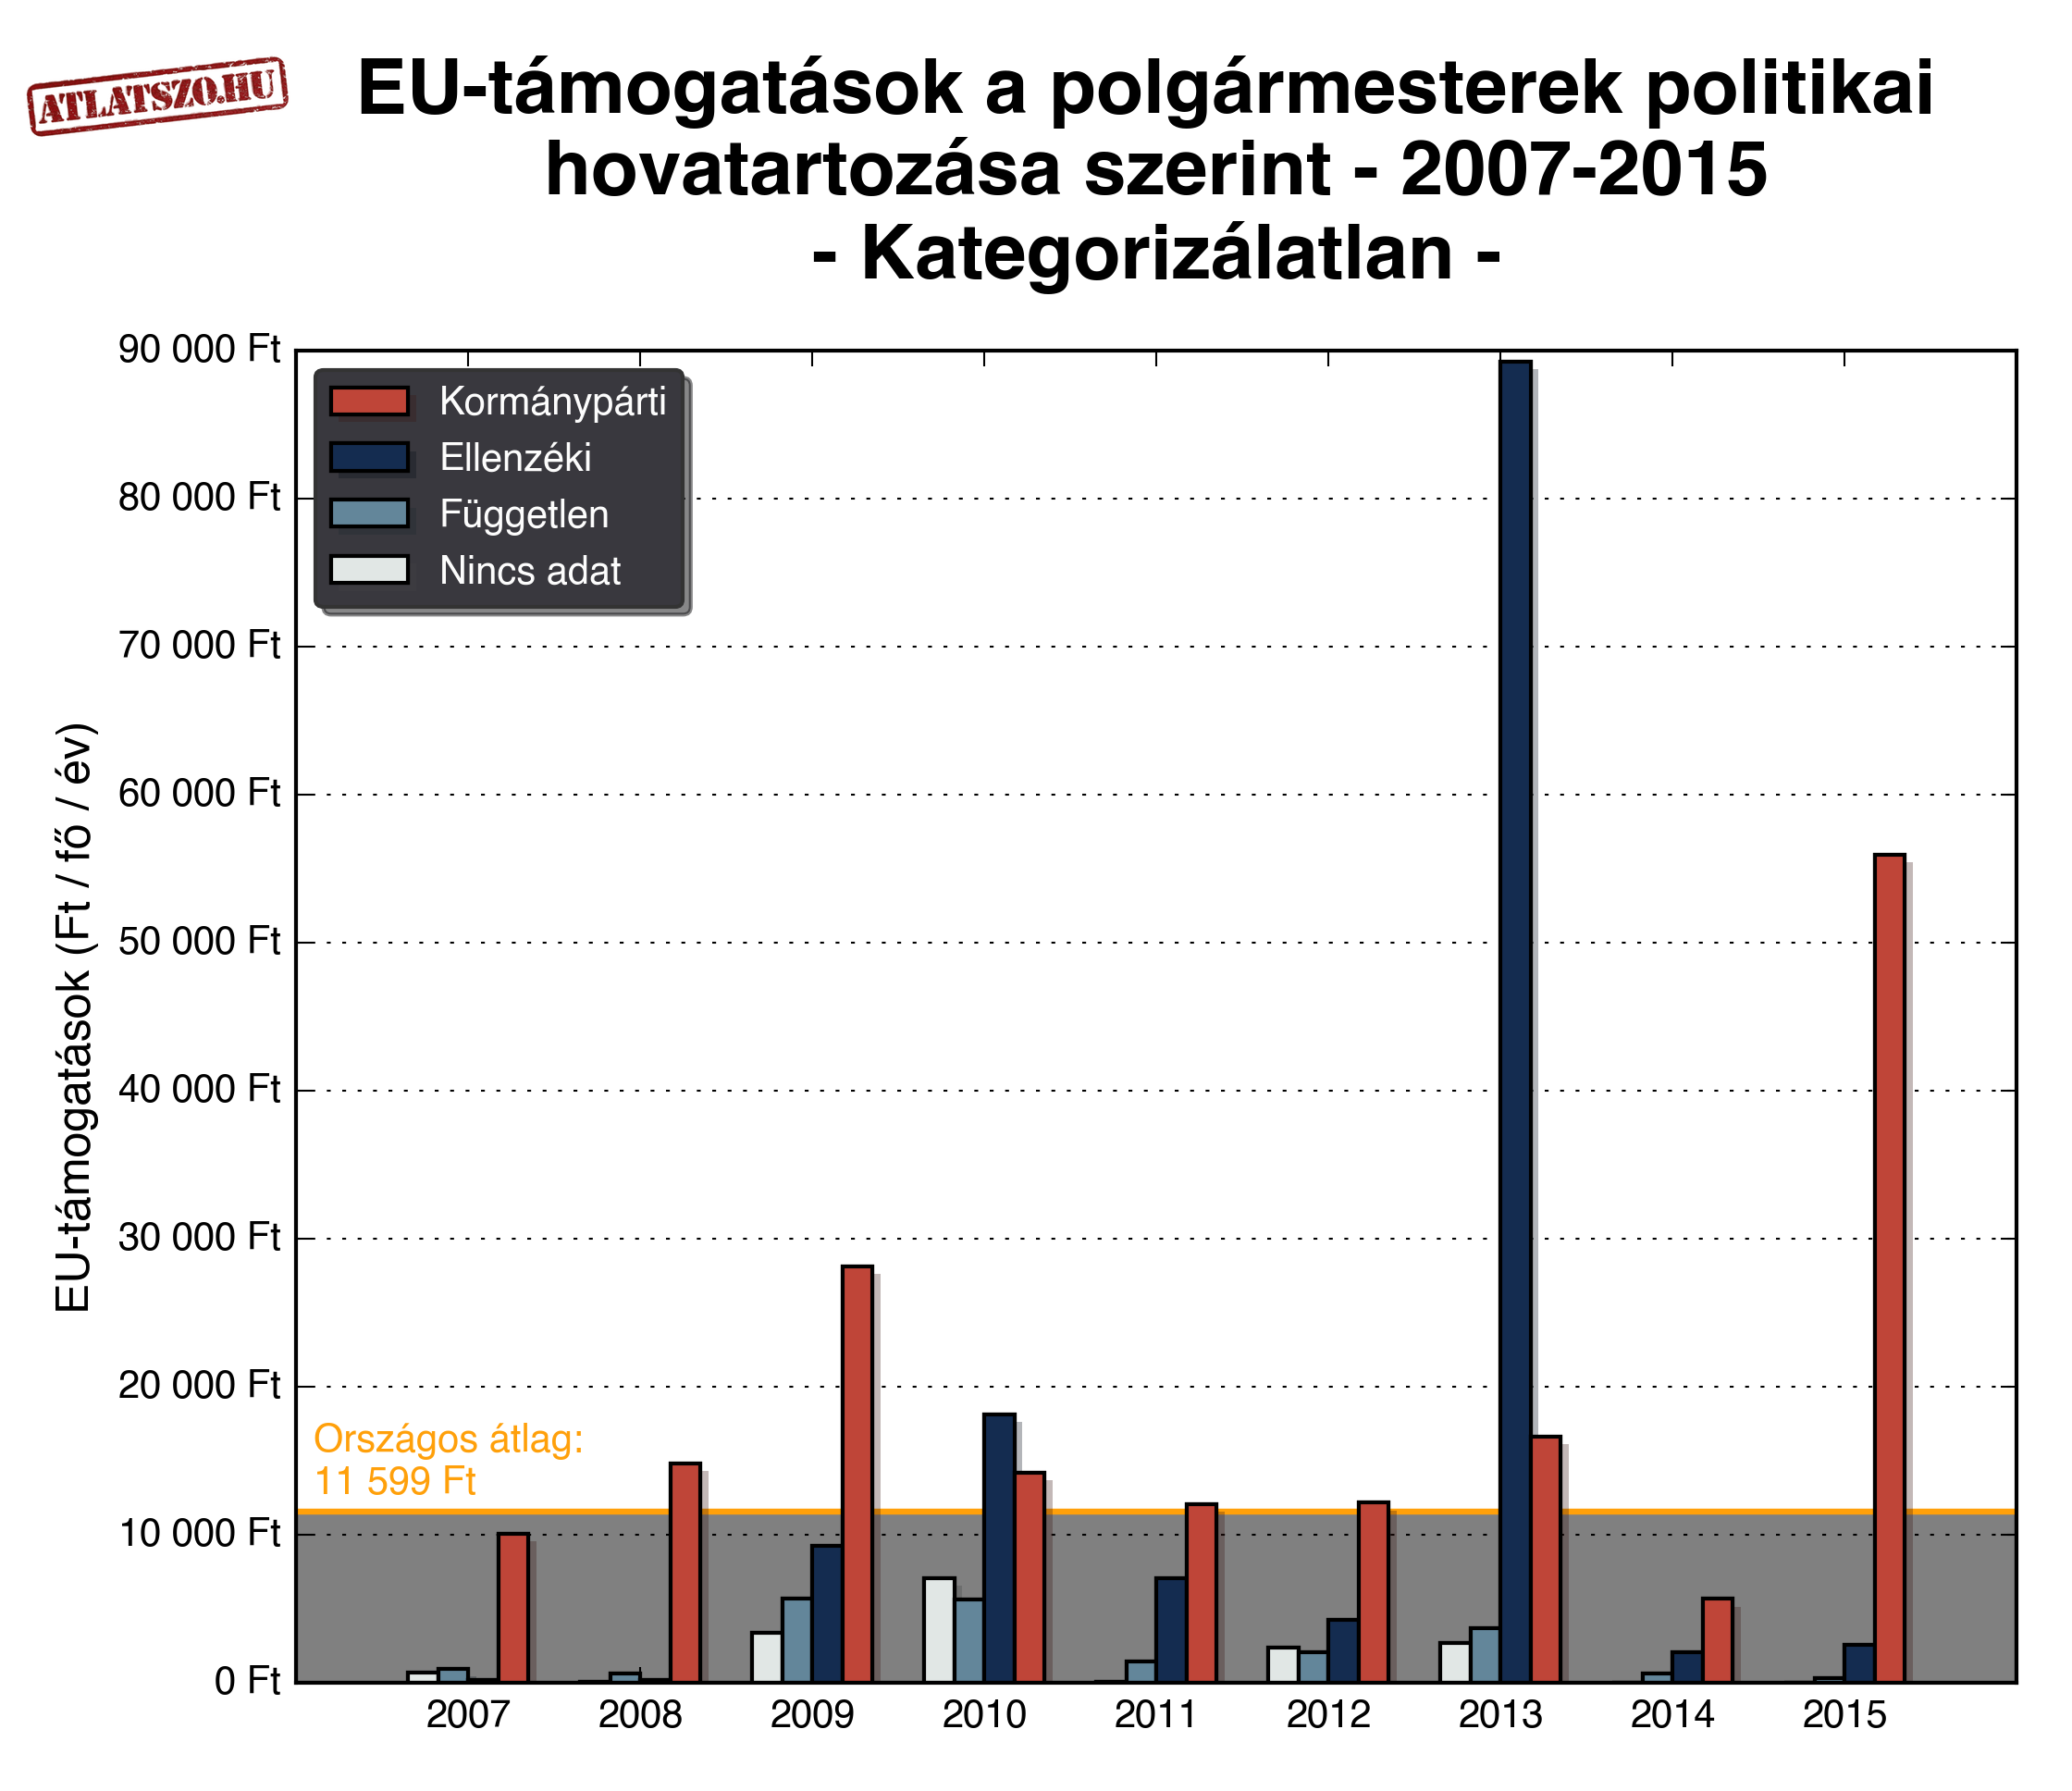 ATLATSZO.HU
EU-támogatások a polgármesterek politikai
hovatartozása szerint - 2007-2015
- Kategorizálatlan -
90 000 Ft
80 000 Ft
70 000 Ft
60 000 Ft
50 000 Ft
40 000 Ft
30 000 Ft
20 000 Ft
10 000 Ft
0 Ft
EU-támogatások (Ft / fő / év)
Kormánypárti
Ellenzéki
Független
Nincs adat
Országos átlag:
11 599 Ft
2007
2008
2009
2010
2011
2012
2013
2014
2015